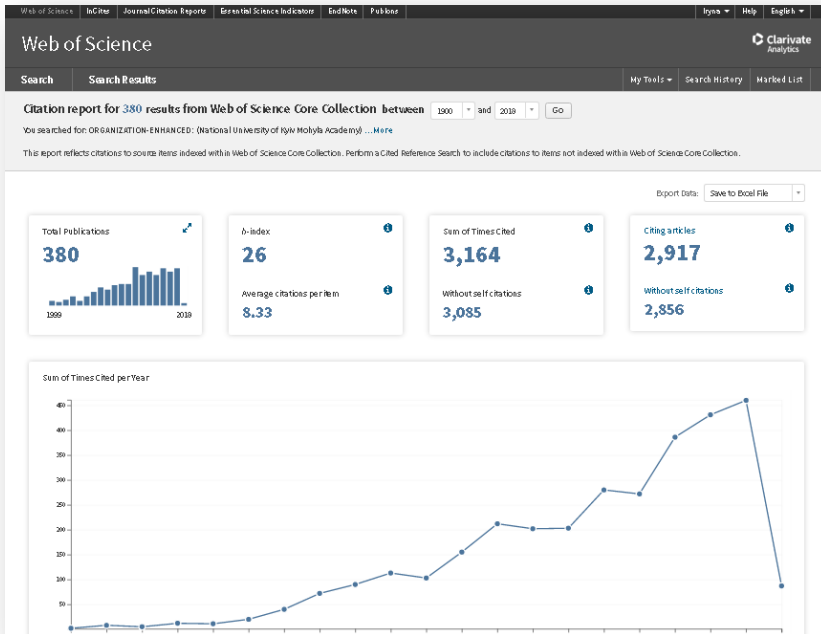 Web of Science InCites Journal Citation Reports Essential Science Indicators EndNote Publons Iryna Help English
Web of Science
Clarivate
Analytics
Search Search Results My Tools Search History Marked List
Citation report for 380 results from Web of Science Core Collection between 1900 and 2019 Go
You searched for: ORGANIZATION-ENHANCED: (National University of Kyiv Mohyla Academy) ...More
This report reflects citations to source items indexed within Web of Science Core Collection. Perform a Cited Reference Search to include citations to items not indexed within Web of Science Core Collection.
Export Data: Save to Excel File
Total Publications
380
1999 2019
h-index
26
Average citations per item
8.33
Sum of Times Cited
3,164
Without self citations
3,085
Citing articles
2,917
Without self citations
2,856
Sum of Times Cited per Year
450
400
350
300
250
200
150
100
50